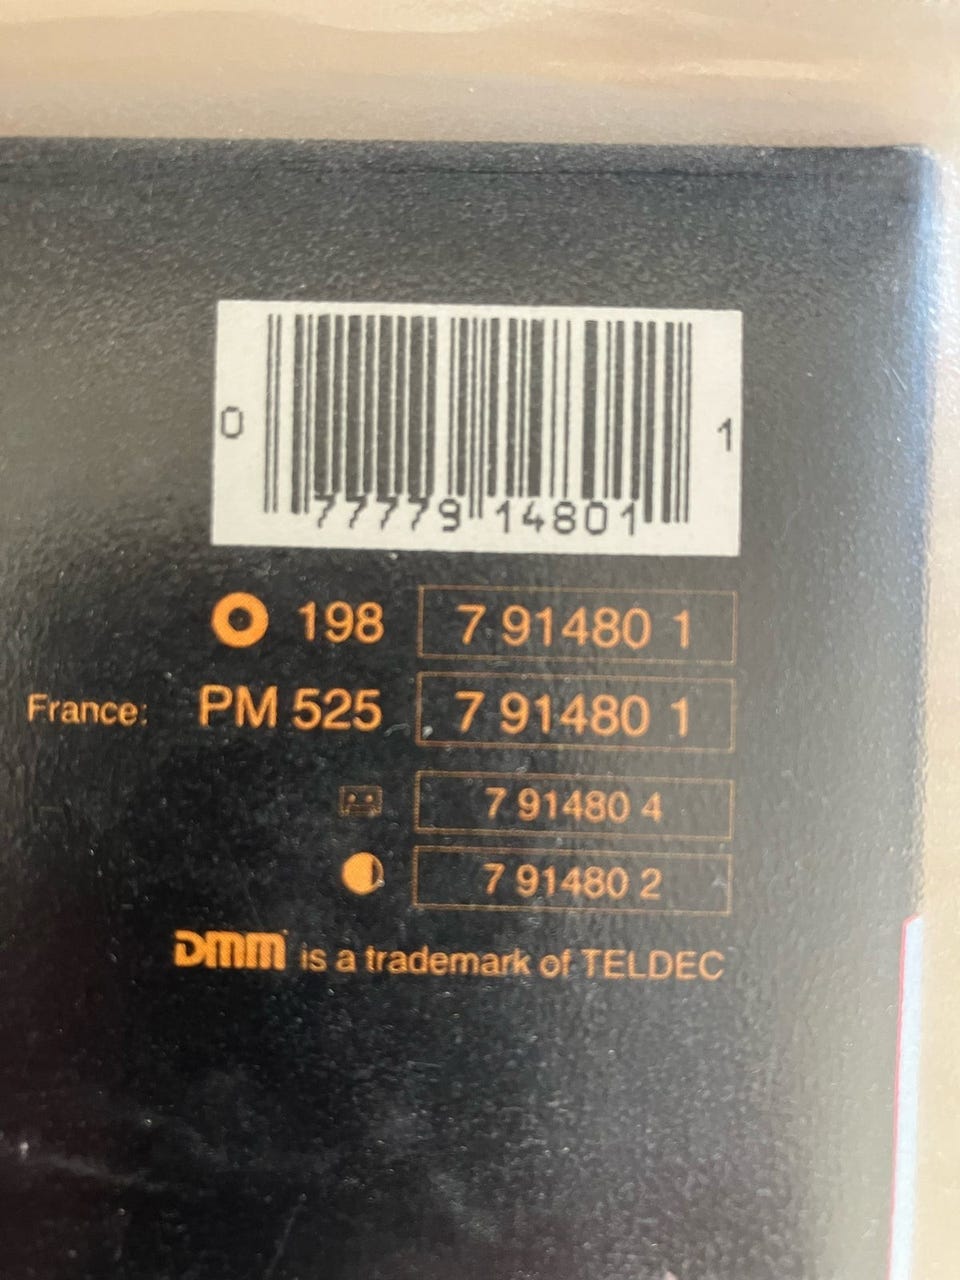 0 77779 14801 1
198 7 91480 1
France: PM 525 7 91480 1
7 91480 4
7 91480 2
DMM is a trademark of TELDEC